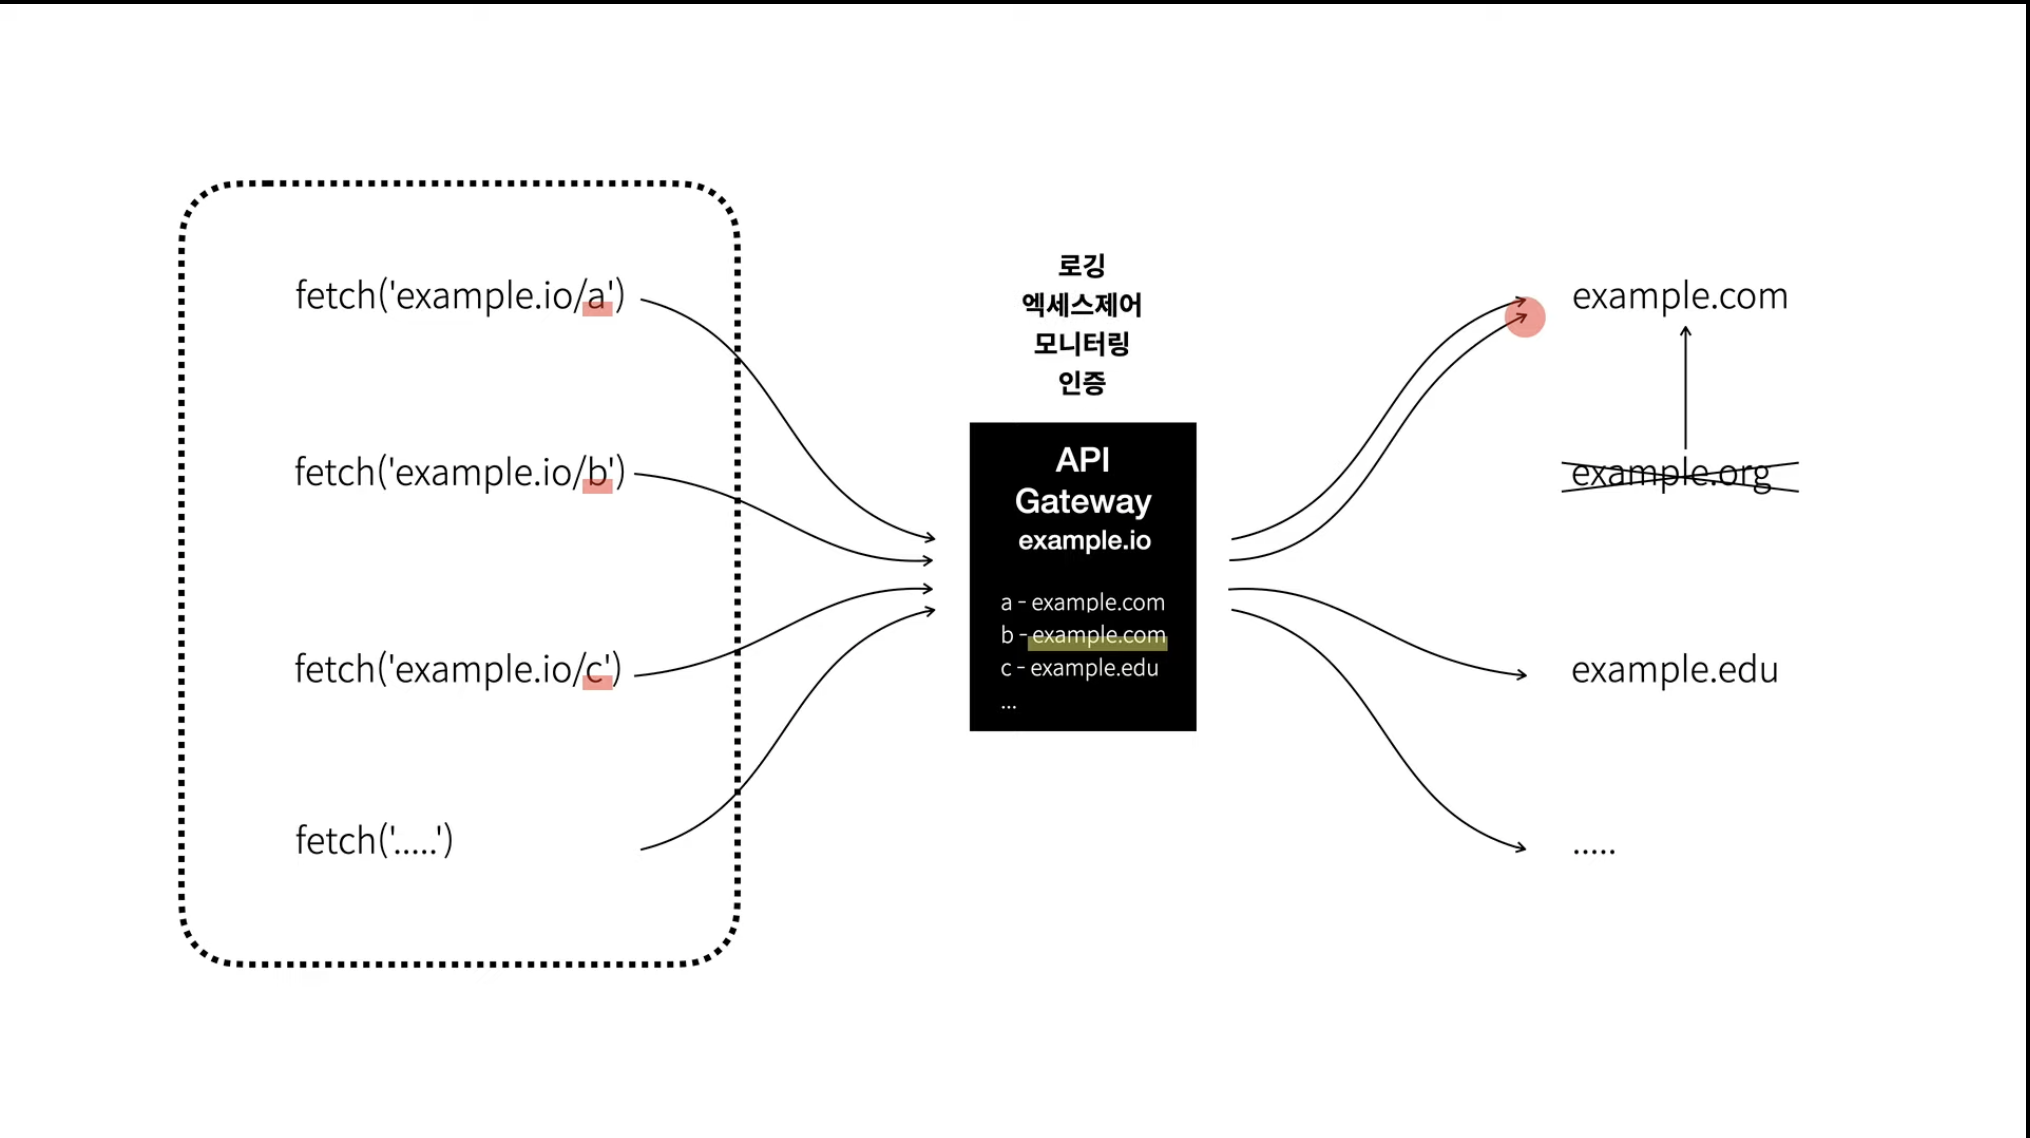 fetch('example.io/a')
fetch('example.io/b')
fetch('example.io/c')
fetch('.....')
로깅
엑세스제어
모니터링
인증
API
Gateway
example.io
a - example.com
b - example.com
c - example.edu
...
example.com
example.org
example.edu
.....